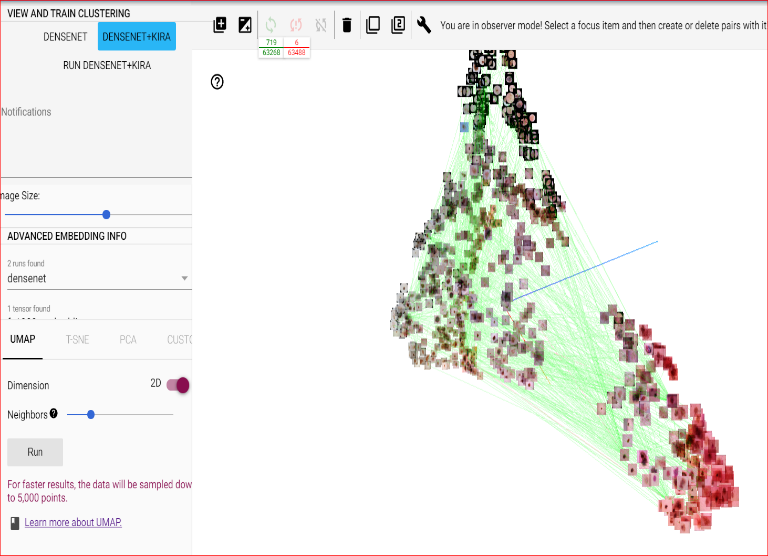 VIEW AND TRAIN CLUSTERING
DENSENET
DENSENET+KIRA
RUN DENSENET+KIRA
Notifications
mage Size:
ADVANCED EMBEDDING INFO
2 runs found
densenet
1 tensor found
UMAP
T-SNE
PCA
CUSTO
Dimension
2D
Neighbors ?
Run
For faster results, the data will be sampled dow
to 5,000 points.
Learn more about UMAP.
719 6
63268 63488
2
You are in observer mode! Select a focus item and then create or delete pairs with it
?